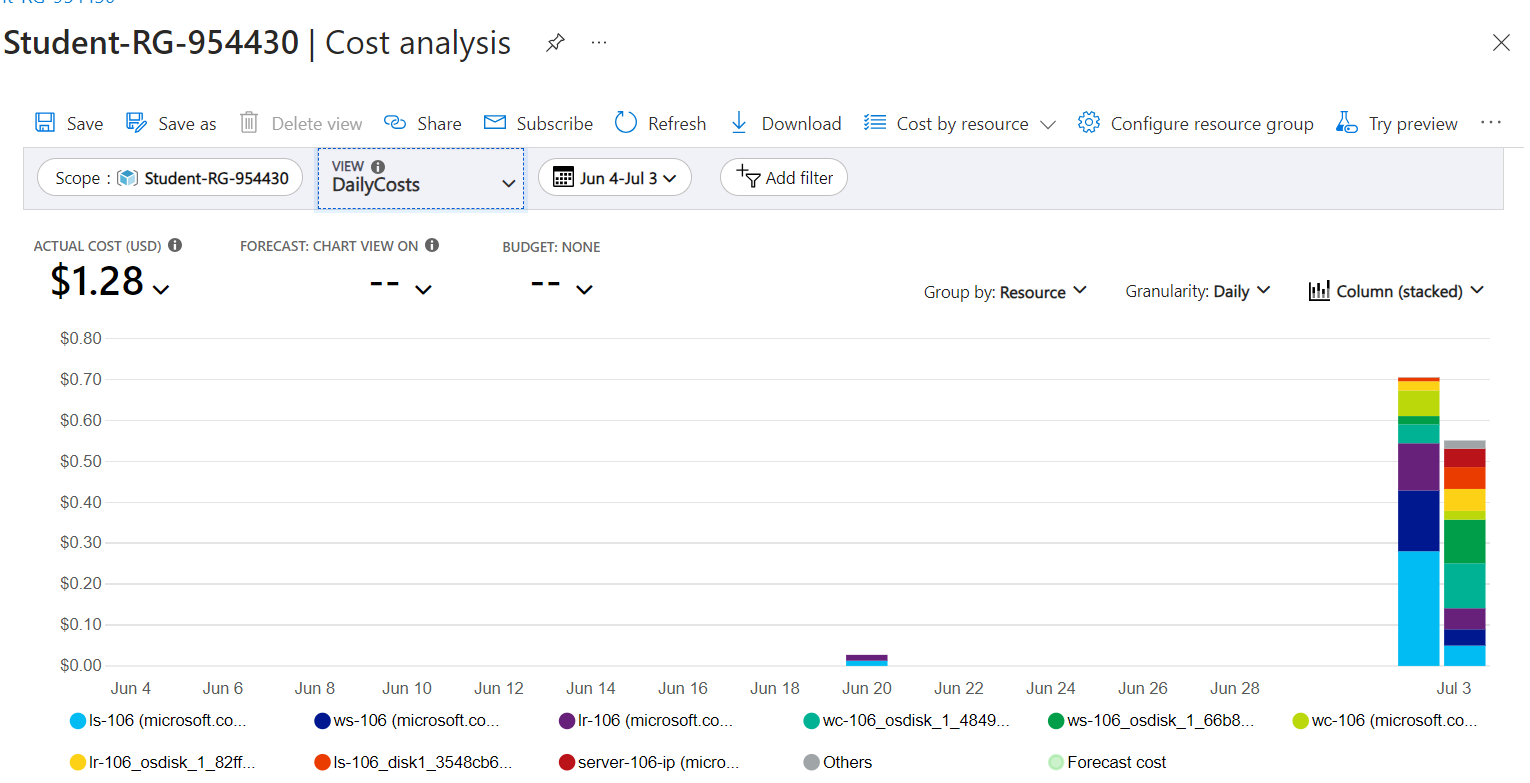 Student-RG-954430 | Cost analysis
Save Save as Delete view Share Subscribe Refresh Download Cost by resource Configure resource group Try preview
Scope : Student-RG-954430 VIEW DailyCosts Jun 4-Jul 3 Add filter
ACTUAL COST (USD) FORECAST: CHART VIEW ON BUDGET: NONE
$1.28 -- --
Group by: Resource Granularity: Daily Column (stacked)
$0.80
$0.70
$0.60
$0.50
$0.40
$0.30
$0.20
$0.10
$0.00
Jun 4 Jun 6 Jun 8 Jun 10 Jun 12 Jun 14 Jun 16 Jun 18 Jun 20 Jun 22 Jun 24 Jun 26 Jun 28 Jul 3
ls-106 (microsoft.co... ws-106 (microsoft.co... lr-106 (microsoft.co... wc-106_osdisk_1_4849... ws-106_osdisk_1_66b8... wc-106 (microsoft.co...
lr-106_osdisk_1_82ff... ls-106_disk1_3548cb6... server-106-ip (micro... Others Forecast cost